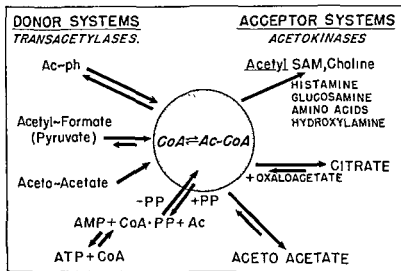 DONOR SYSTEMS
TRANSACETYLASES.
ACCEPTOR SYSTEMS
ACETOKINASES
Ac-ph
Acetyl~Formate
(Pyruvate)
Aceto-Acetate
CoA⇌Ac-CoA
Acetyl SAM,Choline
HISTAMINE
GLUCOSAMINE
AMINO ACIDS
HYDROXYLAMINE
CITRATE
+OXALOACETATE
-PP
+PP
AMP+CoA·PP+Ac
ATP+CoA
ACETO ACETATE